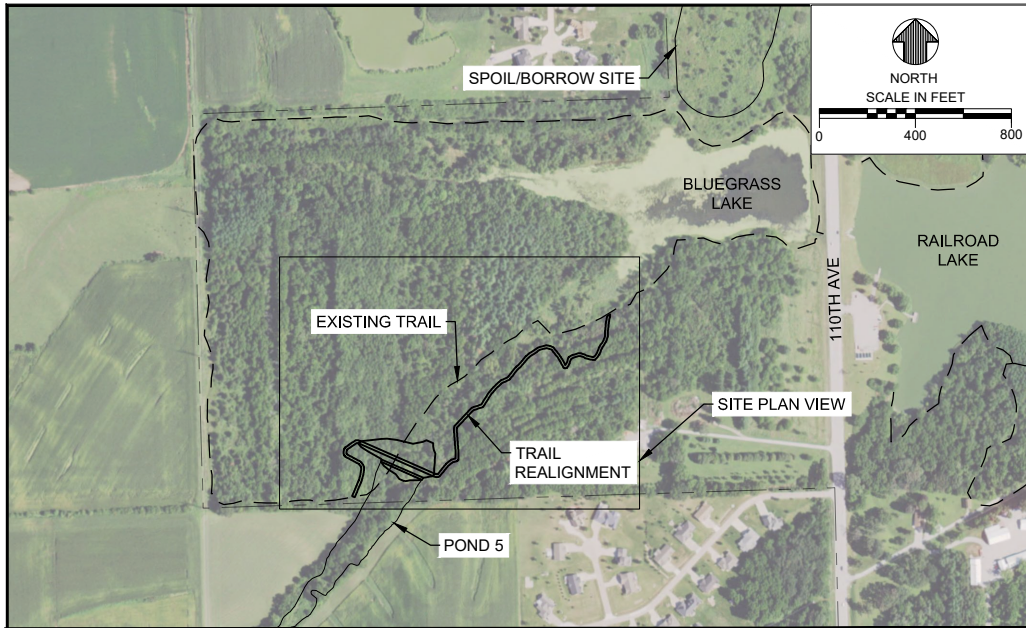 SPOIL/BORROW SITE
NORTH
SCALE IN FEET
0 400 800
BLUEGRASS
LAKE
RAILROAD
LAKE
110TH AVE
EXISTING TRAIL
SITE PLAN VIEW
TRAIL
REALIGNMENT
POND 5